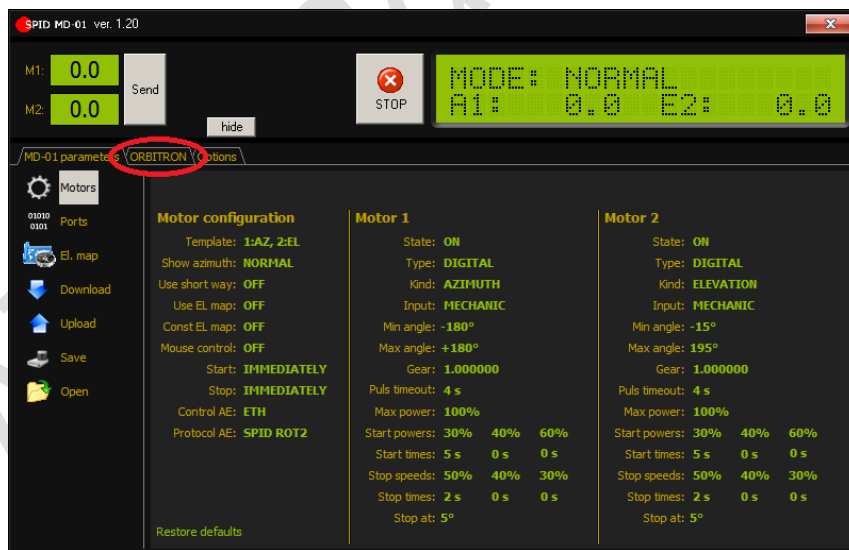 SPID MD-01 ver. 1.20
M1: 0.0
M2: 0.0
Send
hide
STOP
MODE: NORMAL
A1: 0.0 E2: 0.0
MD-01 parameters ORBITRON Options
Motors
01010
0101
Ports
El. map
Download
Upload
Save
Open
Motor configuration
Template: 1:AZ, 2:EL
Show azimuth: NORMAL
Use short way: OFF
Use EL map: OFF
Const EL map: OFF
Mouse control: OFF
Start: IMMEDIATELY
Stop: IMMEDIATELY
Control AE: ETH
Protocol AE: SPID ROT2
Restore defaults
Motor 1
State: ON
Type: DIGITAL
Kind: AZIMUTH
Input: MECHANIC
Min angle: -180°
Max angle: +180°
Gear: 1.000000
Puls timeout: 4 s
Max power: 100%
Start powers: 30% 40% 60%
Start times: 5 s 0 s 0 s
Stop speeds: 50% 40% 30%
Stop times: 2 s 0 s 0 s
Stop at: 5°
Motor 2
State: ON
Type: DIGITAL
Kind: ELEVATION
Input: MECHANIC
Min angle: -15°
Max angle: 195°
Gear: 1.000000
Puls timeout: 4 s
Max power: 100%
Start powers: 30% 40% 60%
Start times: 5 s 0 s 0 s
Stop speeds: 50% 40% 30%
Stop times: 2 s 0 s 0 s
Stop at: 5°